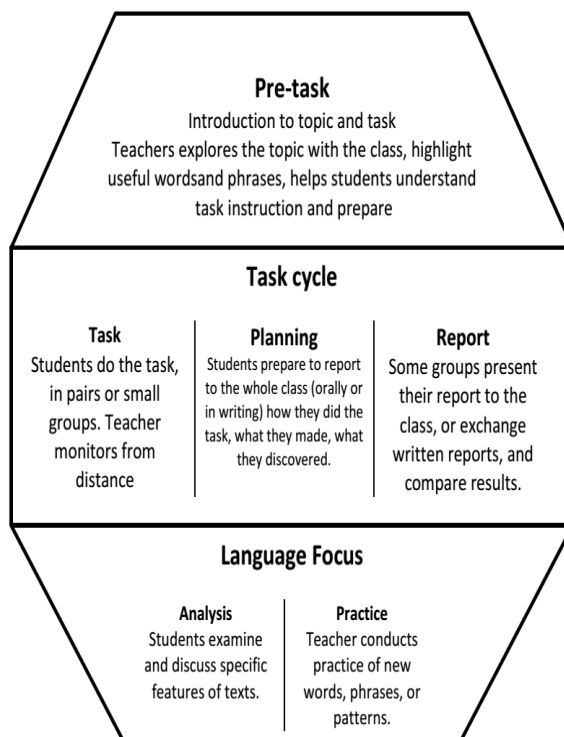 Pre-task
Introduction to topic and task
Teachers explores the topic with the class, highlight
useful wordsand phrases, helps students understand
task instruction and prepare
Task cycle
Task
Students do the task,
in pairs or small
groups. Teacher
monitors from
distance
Planning
Students prepare to report
to the whole class (orally or
in writing) how they did the
task, what they made, what
they discovered.
Report
Some groups present
their report to the
class, or exchange
written reports, and
compare results.
Language Focus
Analysis
Students examine
and discuss specific
features of texts.
Practice
Teacher conducts
practice of new
words, phrases, or
patterns.